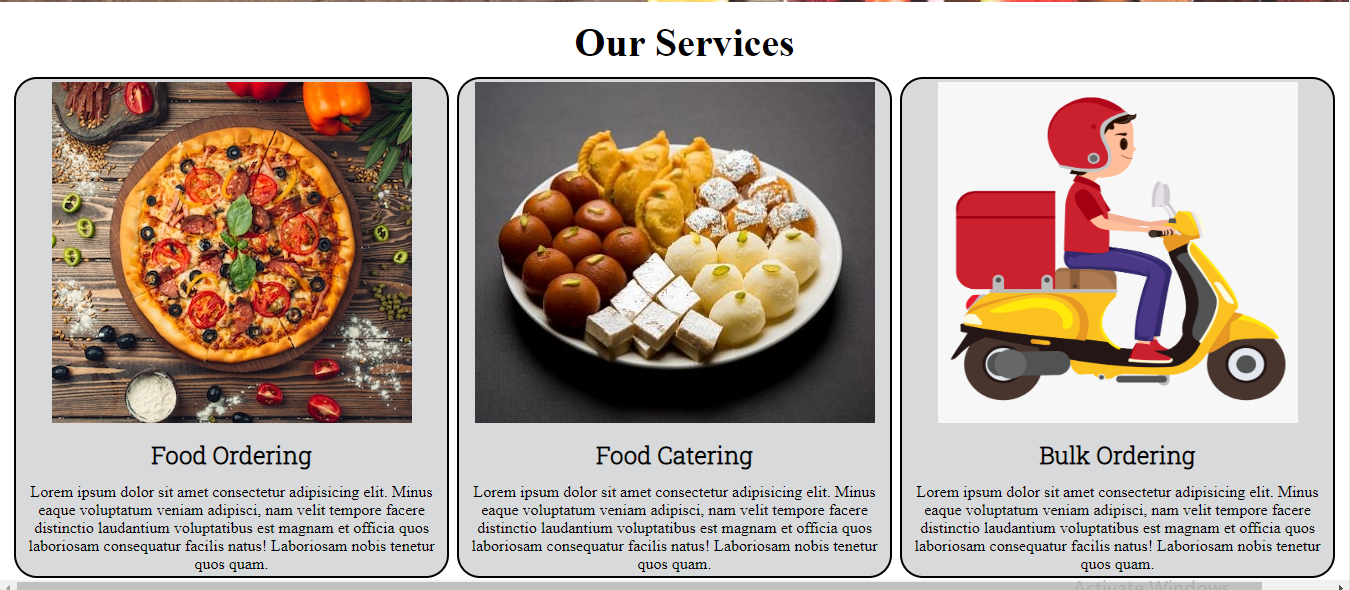 Our Services
Food Ordering
Lorem ipsum dolor sit amet consectetur adipisicing elit. Minus
eaque voluptatum veniam adipisci, nam velit tempore facere
distinctio laudantium voluptatibus est magnam et officia quos
laboriosam consequatur facilis natus! Laboriosam nobis tenetur
quos quam.
Food Catering
Lorem ipsum dolor sit amet consectetur adipisicing elit. Minus
eaque voluptatum veniam adipisci, nam velit tempore facere
distinctio laudantium voluptatibus est magnam et officia quos
laboriosam consequatur facilis natus! Laboriosam nobis tenetur
quos quam.
Bulk Ordering
Lorem ipsum dolor sit amet consectetur adipisicing elit. Minus
eaque voluptatum veniam adipisci, nam velit tempore facere
distinctio laudantium voluptatibus est magnam et officia quos
laboriosam consequatur facilis natus! Laboriosam nobis tenetur
quos quam.
Activate Windows